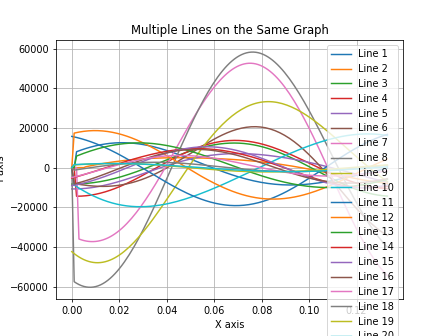 Multiple Lines on the Same Graph
60000
40000
20000
0
−20000
−40000
−60000
0.00
0.02
0.04
0.06
0.08
0.10
X axis
Line 1
Line 2
Line 3
Line 4
Line 5
Line 7
Line 8
Line 9
Line 10
Line 11
Line 12
Line 13
Line 14
Line 15
Line 16
Line 17
Line 18
Line 19
Line 20